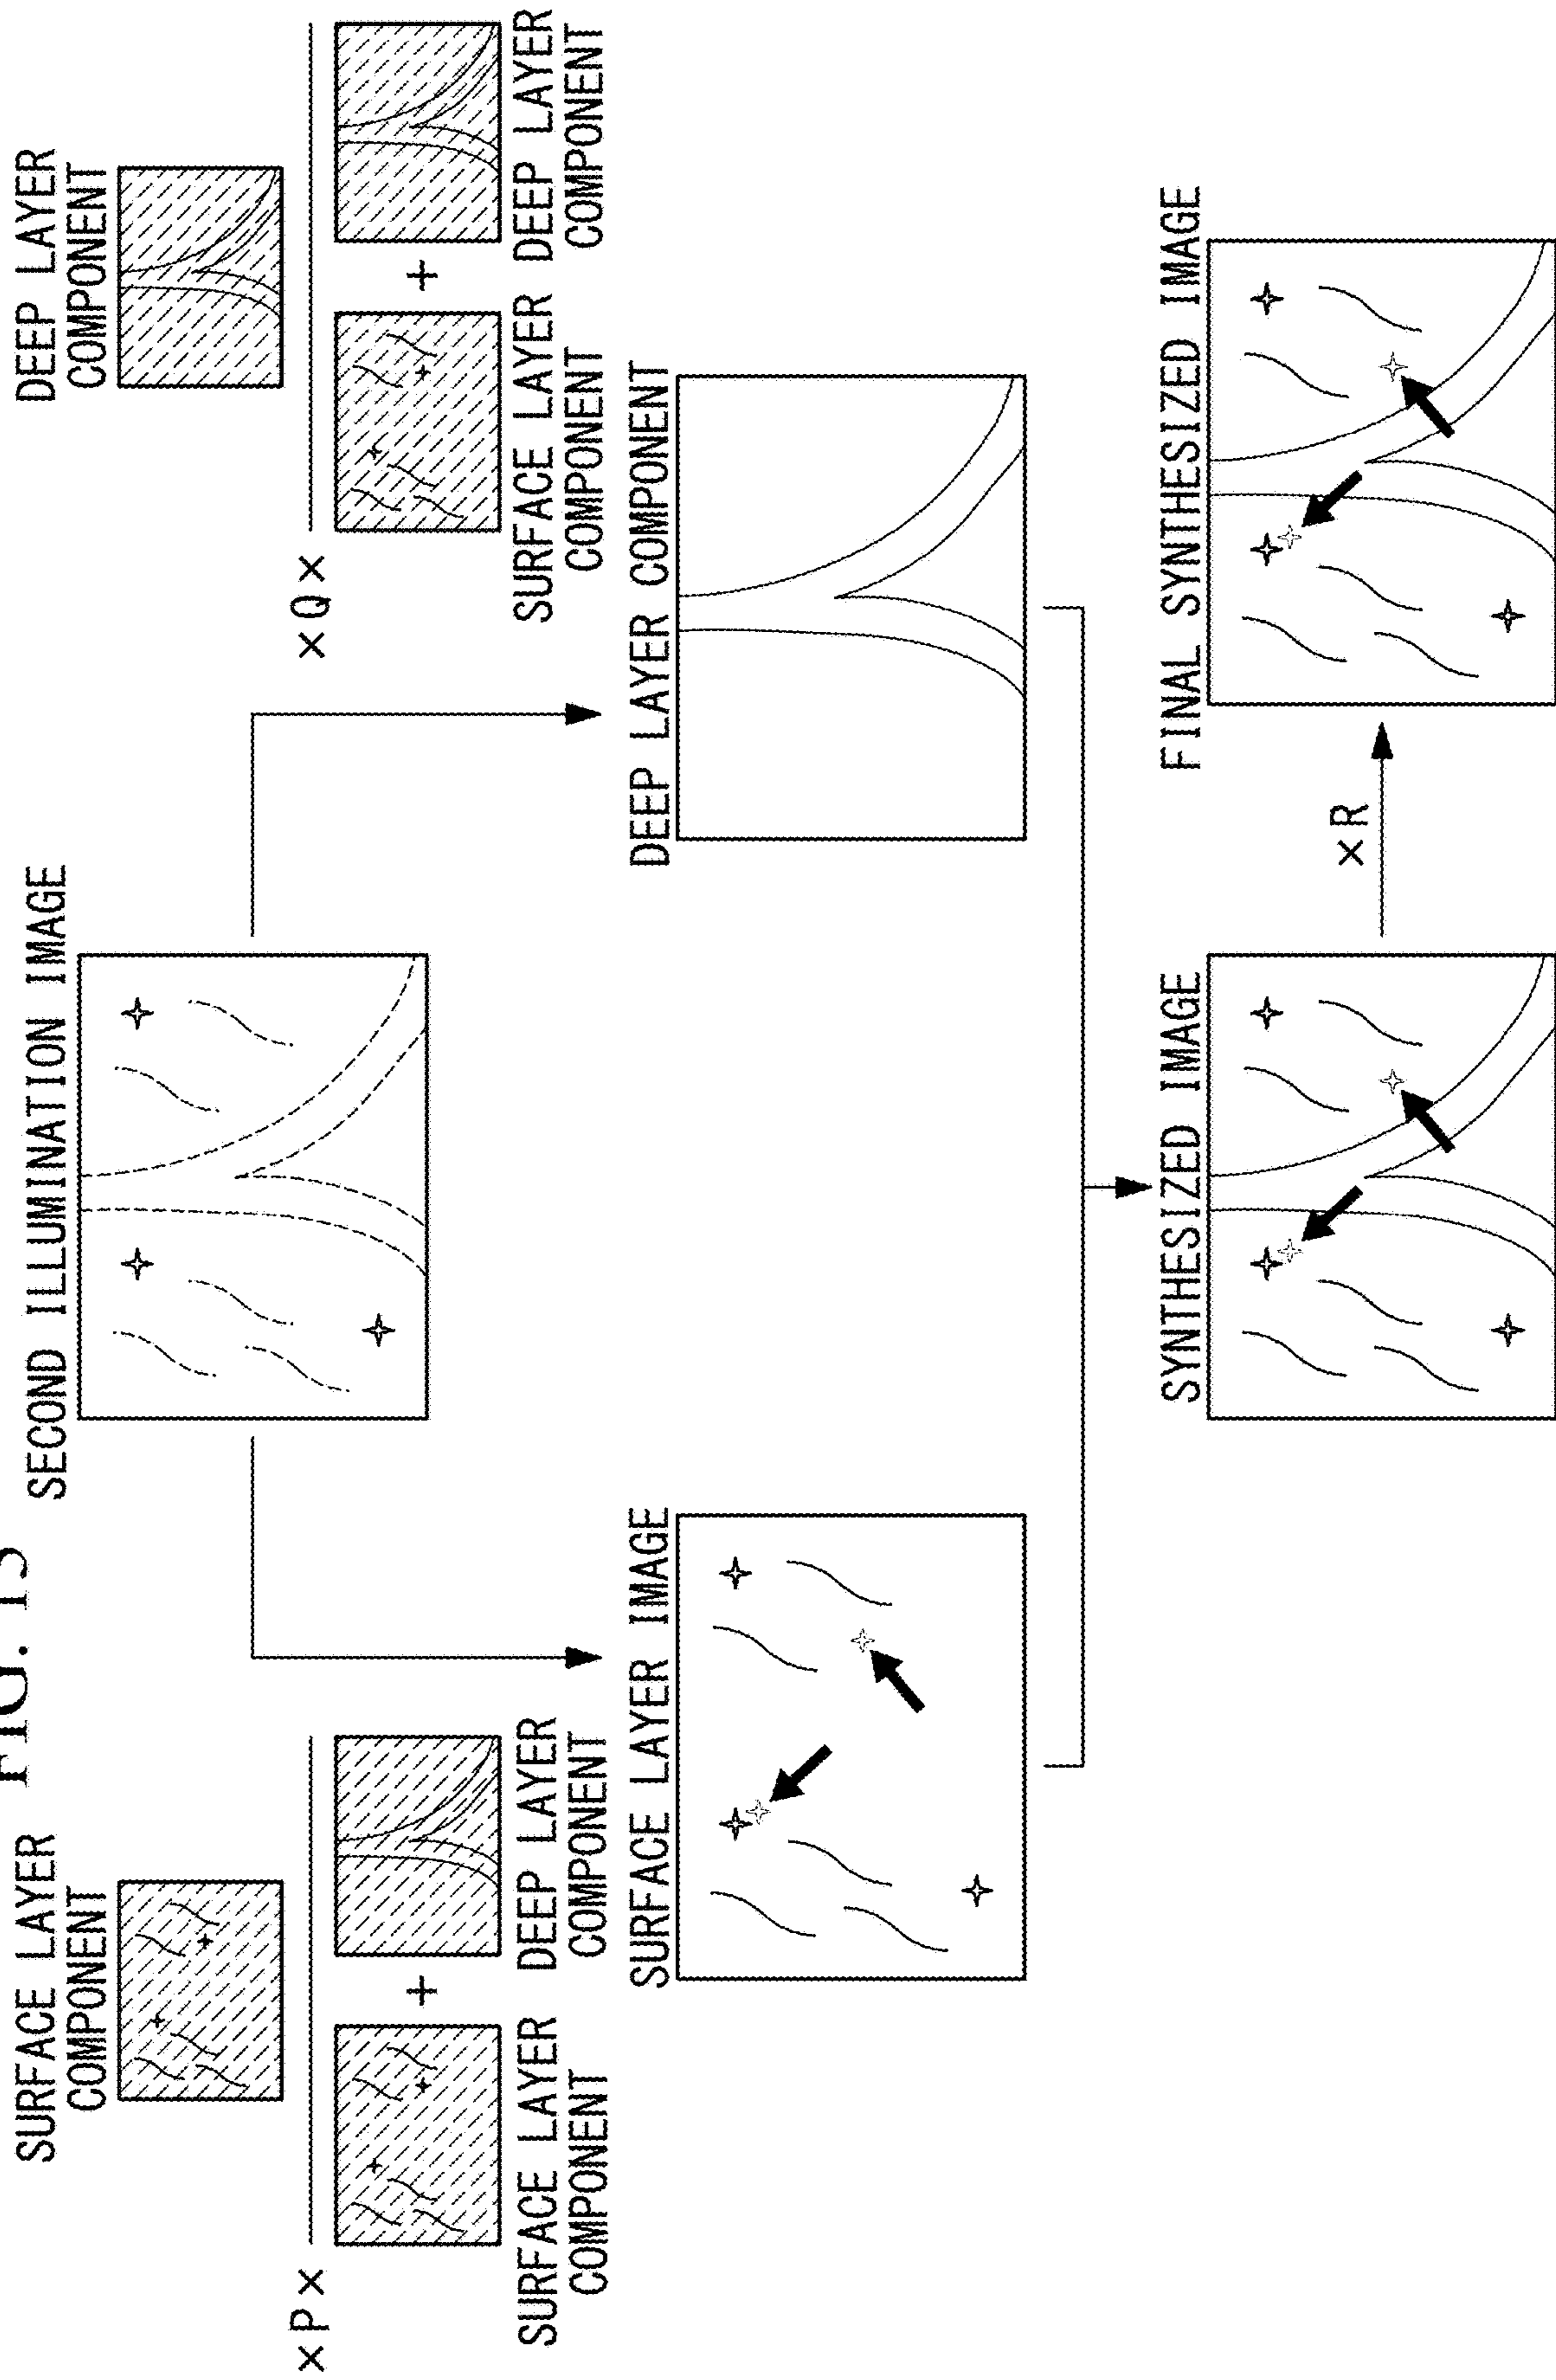 FIG. 13
SECOND ILLUMINATION IMAGE
SURFACE LAYER
COMPONENT
×P×
+
SURFACE LAYER
COMPONENT
DEEP LAYER
COMPONENT
DEEP LAYER
COMPONENT
×Q×
+
SURFACE LAYER
COMPONENT
DEEP LAYER
COMPONENT
SURFACE LAYER IMAGE
DEEP LAYER COMPONENT
SYNTHESIZED IMAGE
×R
FINAL SYNTHESIZED IMAGE